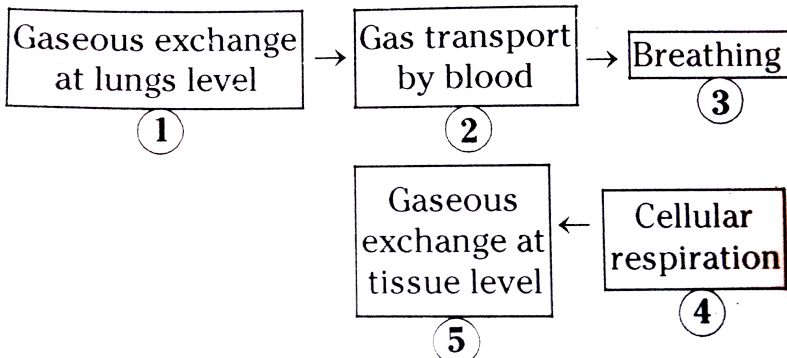 Gaseous exchange
at lungs level
1
→
Gas transport
by blood
2
→
Breathing
3
Gaseous
exchange at
tissue level
5
←
Cellular
respiration
4